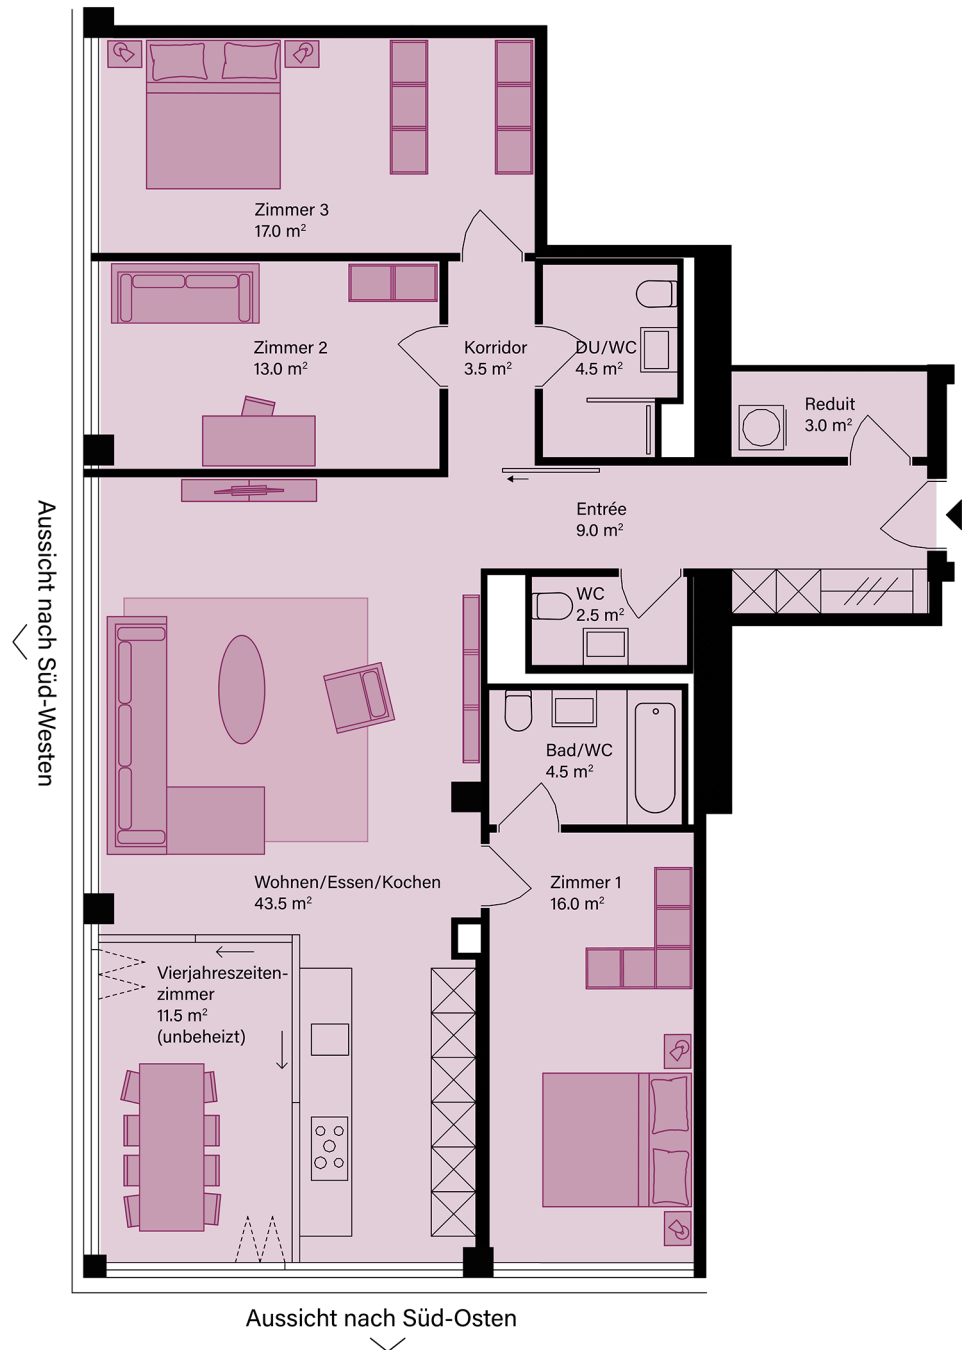 Zimmer 3
17.0 m²
Zimmer 2
13.0 m²
Korridor
3.5 m²
DU/WC
4.5 m²
Reduit
3.0 m²
Entrée
9.0 m²
WC
2.5 m²
Bad/WC
4.5 m²
Wohnen/Essen/Kochen
43.5 m²
Zimmer 1
16.0 m²
Vierjahreszeiten-
zimmer
11.5 m²
(unbeheizt)
Aussicht nach Süd-Westen
Aussicht nach Süd-Osten